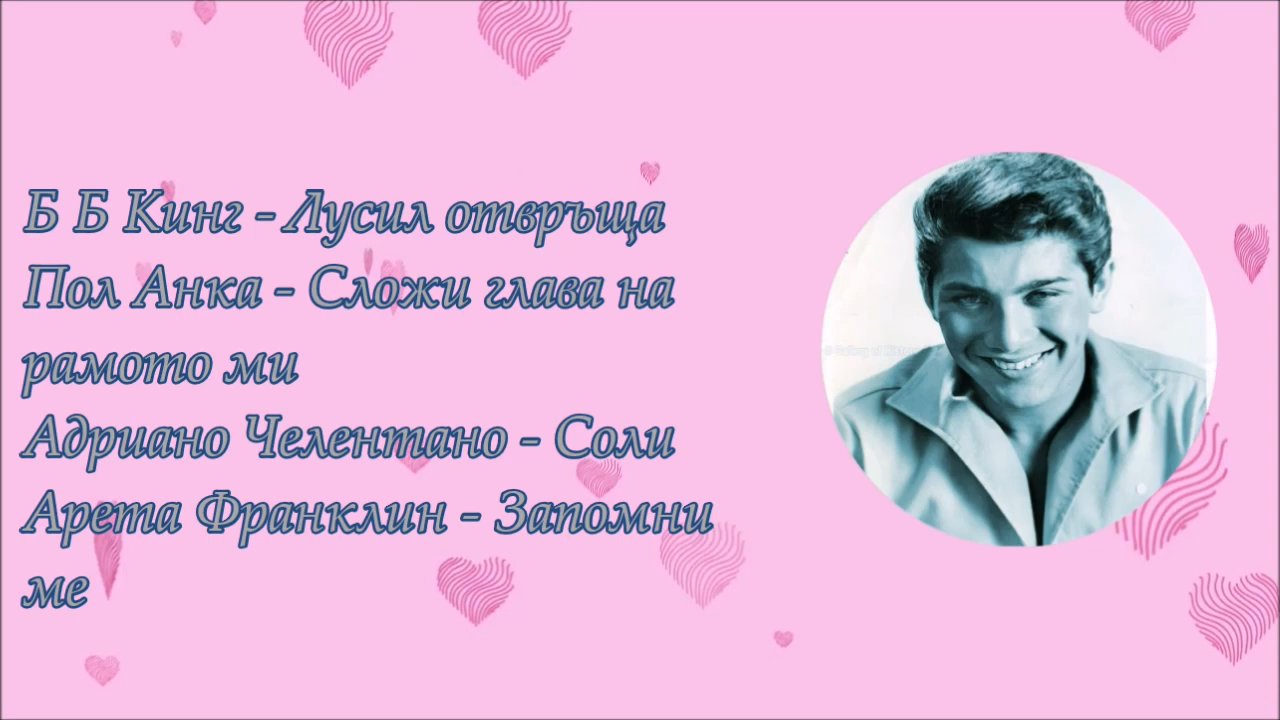 Б Б Кинг - Лусил отвръща
Пол Анка - Сложи глава на
рамото ми
Адриано Челентано - Соли
Арета Франклин - Запомни
ме